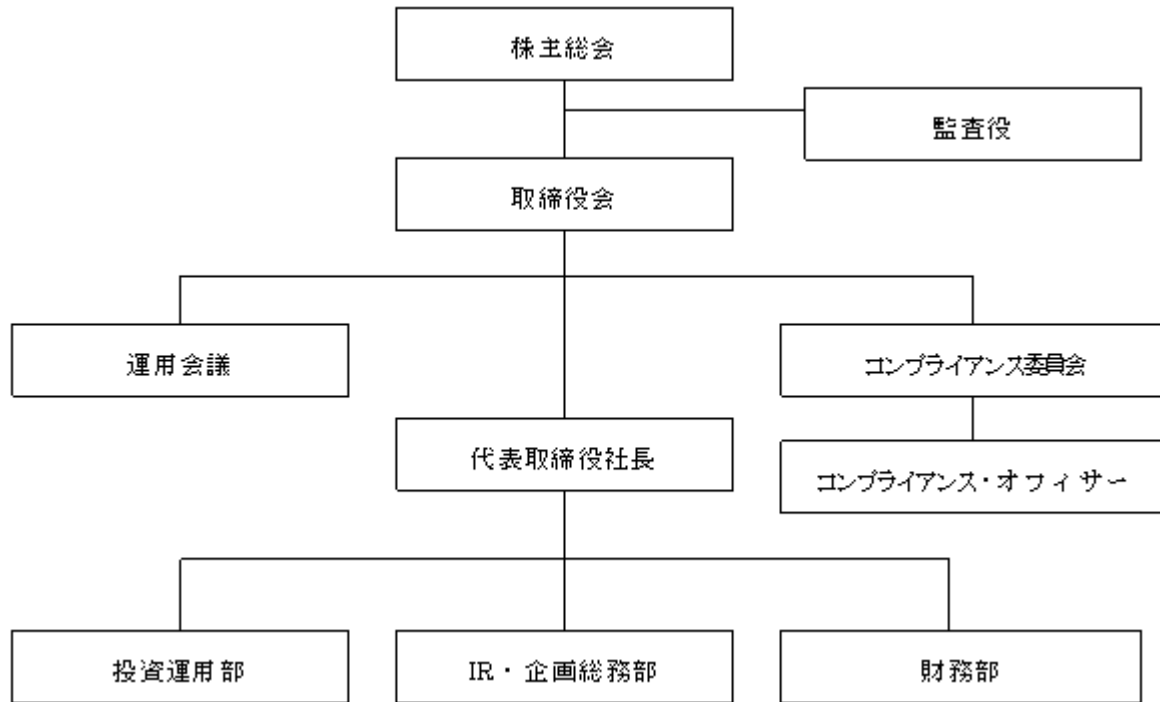 株主総会
監査役
取締役会
運用会議
コンプライアンス委員会
代表取締役社長
コンプライアンス・オフィサー
投資運用部
IR・企画総務部
財務部